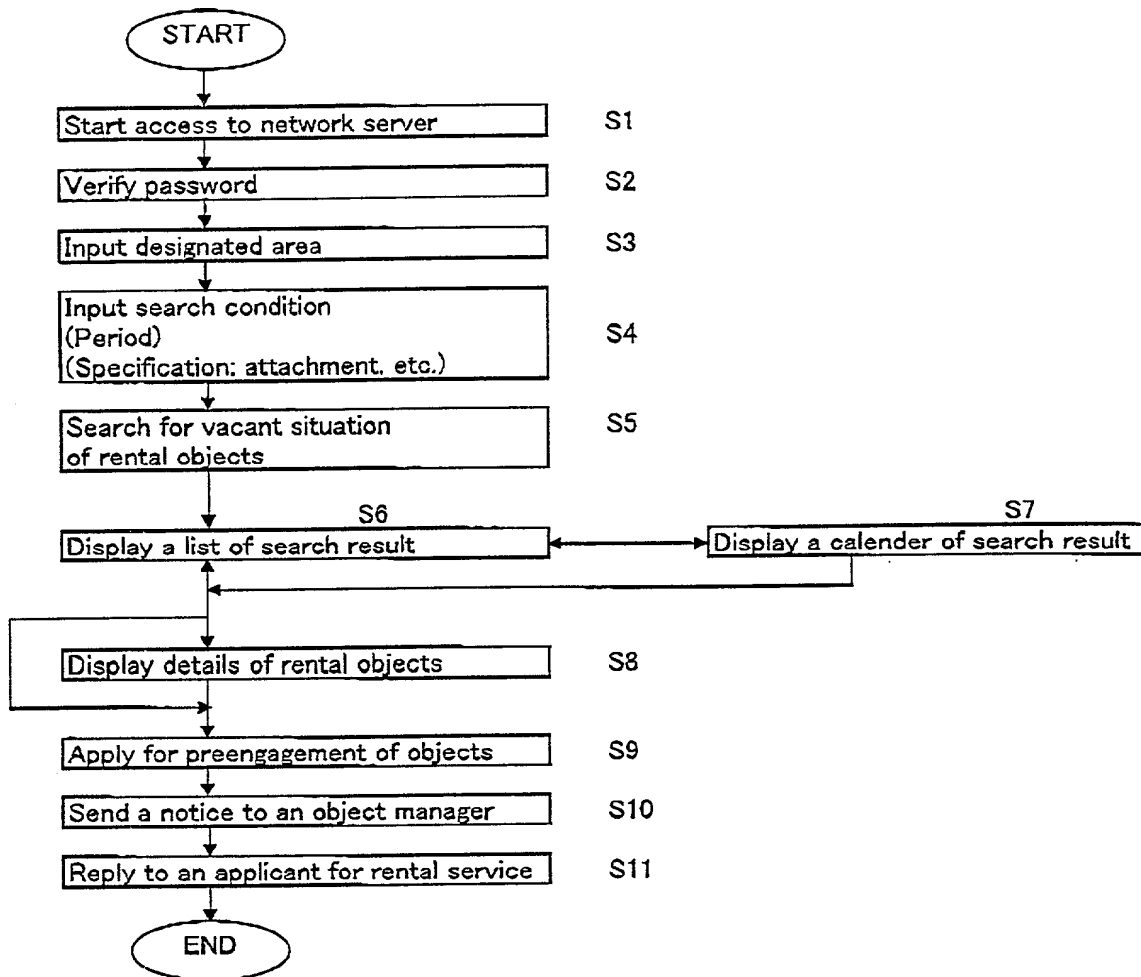 START
Start access to network server S1
Verify password S2
Input designated area S3
Input search condition
(Period) S4
(Specification: attachment, etc.)
Search for vacant situation S5
of rental objects
S6 S7
Display a list of search result Display a calender of search result
Display details of rental objects S8
Apply for preengagement of objects S9
Send a notice to an object manager S10
Reply to an applicant for rental service S11
END